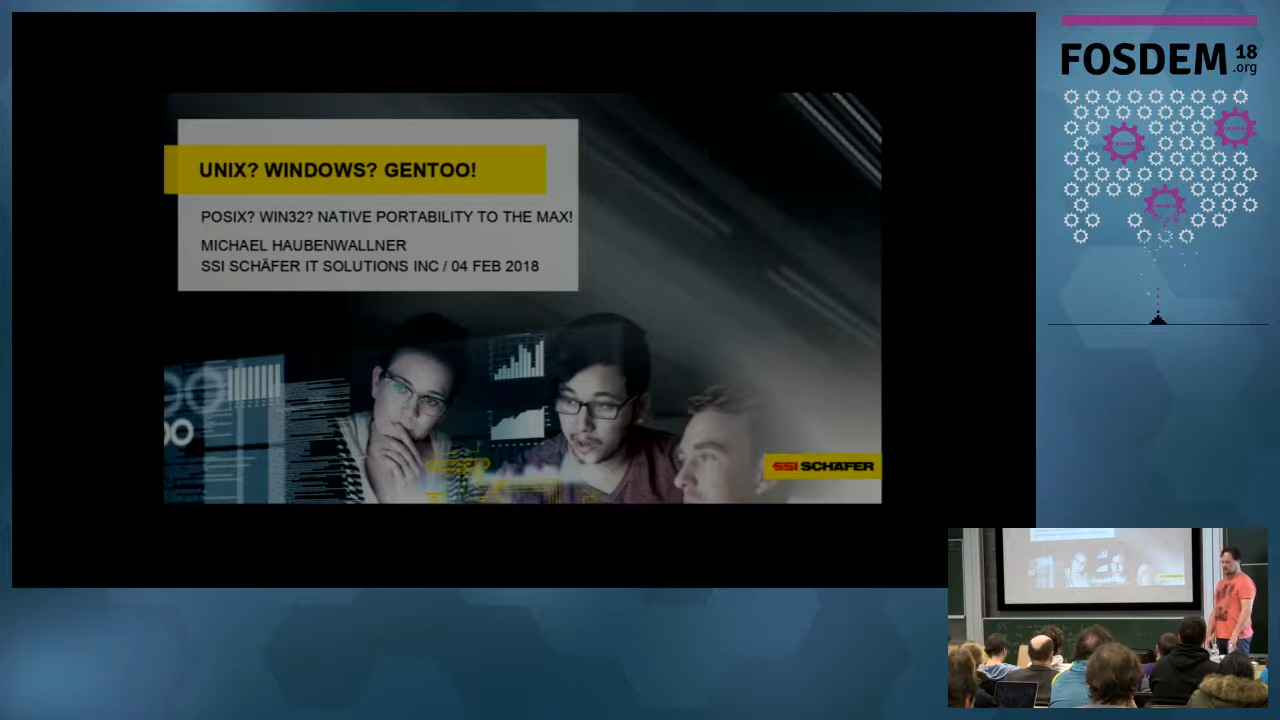 UNIX? WINDOWS? GENTOO!
POSIX? WIN32? NATIVE PORTABILITY TO THE MAX!
MICHAEL HAUBENWALLNER
SSI SCHÄFER IT SOLUTIONS INC / 04 FEB 2018
SSI SCHÄFER
FOSDEM 18
.org